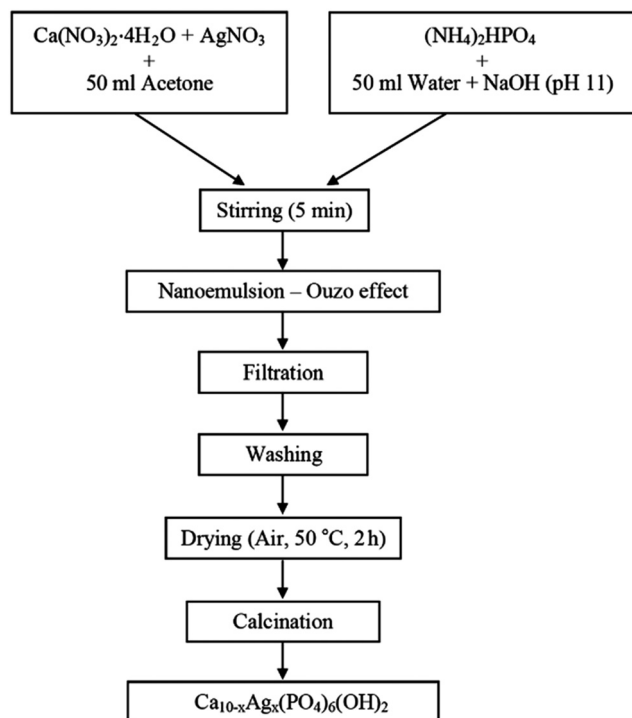 Ca(NO₃)₂·4H₂O + AgNO₃
+
50 ml Acetone
(NH₄)₂HPO₄
+
50 ml Water + NaOH (pH 11)
Stirring (5 min)
Nanoemulsion – Ouzo effect
Filtration
Washing
Drying (Air, 50 °C, 2h)
Calcination
Ca₁₀₋ₓAgₓ(PO₄)₆(OH)₂